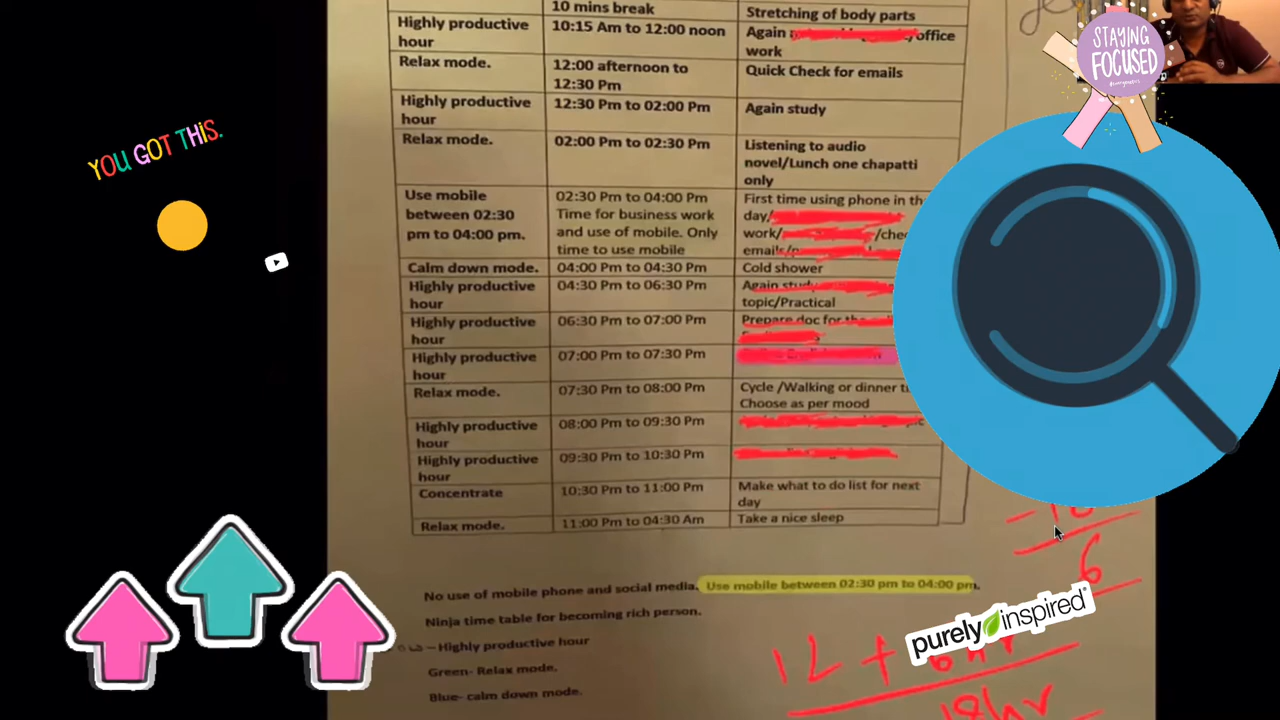 10 mins break
Stretching of body parts
Highly productive
hour
10:15 Am to 12:00 noon
Again office
work
Relax mode.
12:00 afternoon to
12:30 Pm
Quick Check for emails
Highly productive
hour
12:30 Pm to 02:00 Pm
Again study
Relax mode.
02:00 Pm to 02:30 Pm
Listening to audio
novel/Lunch one chapatti
only
Use mobile
between 02:30
pm to 04:00 pm.
02:30 Pm to 04:00 Pm
Time for business work
and use of mobile. Only
time to use mobile
First time using phone in
day/
work/
emails/
Calm down mode.
04:00 Pm to 04:30 Pm
Cold shower
Highly productive
hour
04:30 Pm to 06:30 Pm
Again study
topic/Practical
Highly productive
hour
06:30 Pm to 07:00 Pm
Prepare doc for
Highly productive
hour
07:00 Pm to 07:30 Pm
Relax mode.
07:30 Pm to 08:00 Pm
Cycle /Walking or dinner
Choose as per mood
Highly productive
hour
08:00 Pm to 09:30 Pm
Highly productive
hour
09:30 Pm to 10:30 Pm
Concentrate
10:30 Pm to 11:00 Pm
Make what to do list for next
day
Relax mode.
11:00 Pm to 04:30 Am
Take a nice sleep
No use of mobile phone and social media. Use mobile between 02:30 pm to 04:00 pm.
Ninja time table for becoming rich person.
– Highly productive hour
Green- Relax mode.
Blue- calm down mode.
YOU GOT THIS.
STAYING
FOCUSED
6
purely inspired®
12 + 6hr
18hr